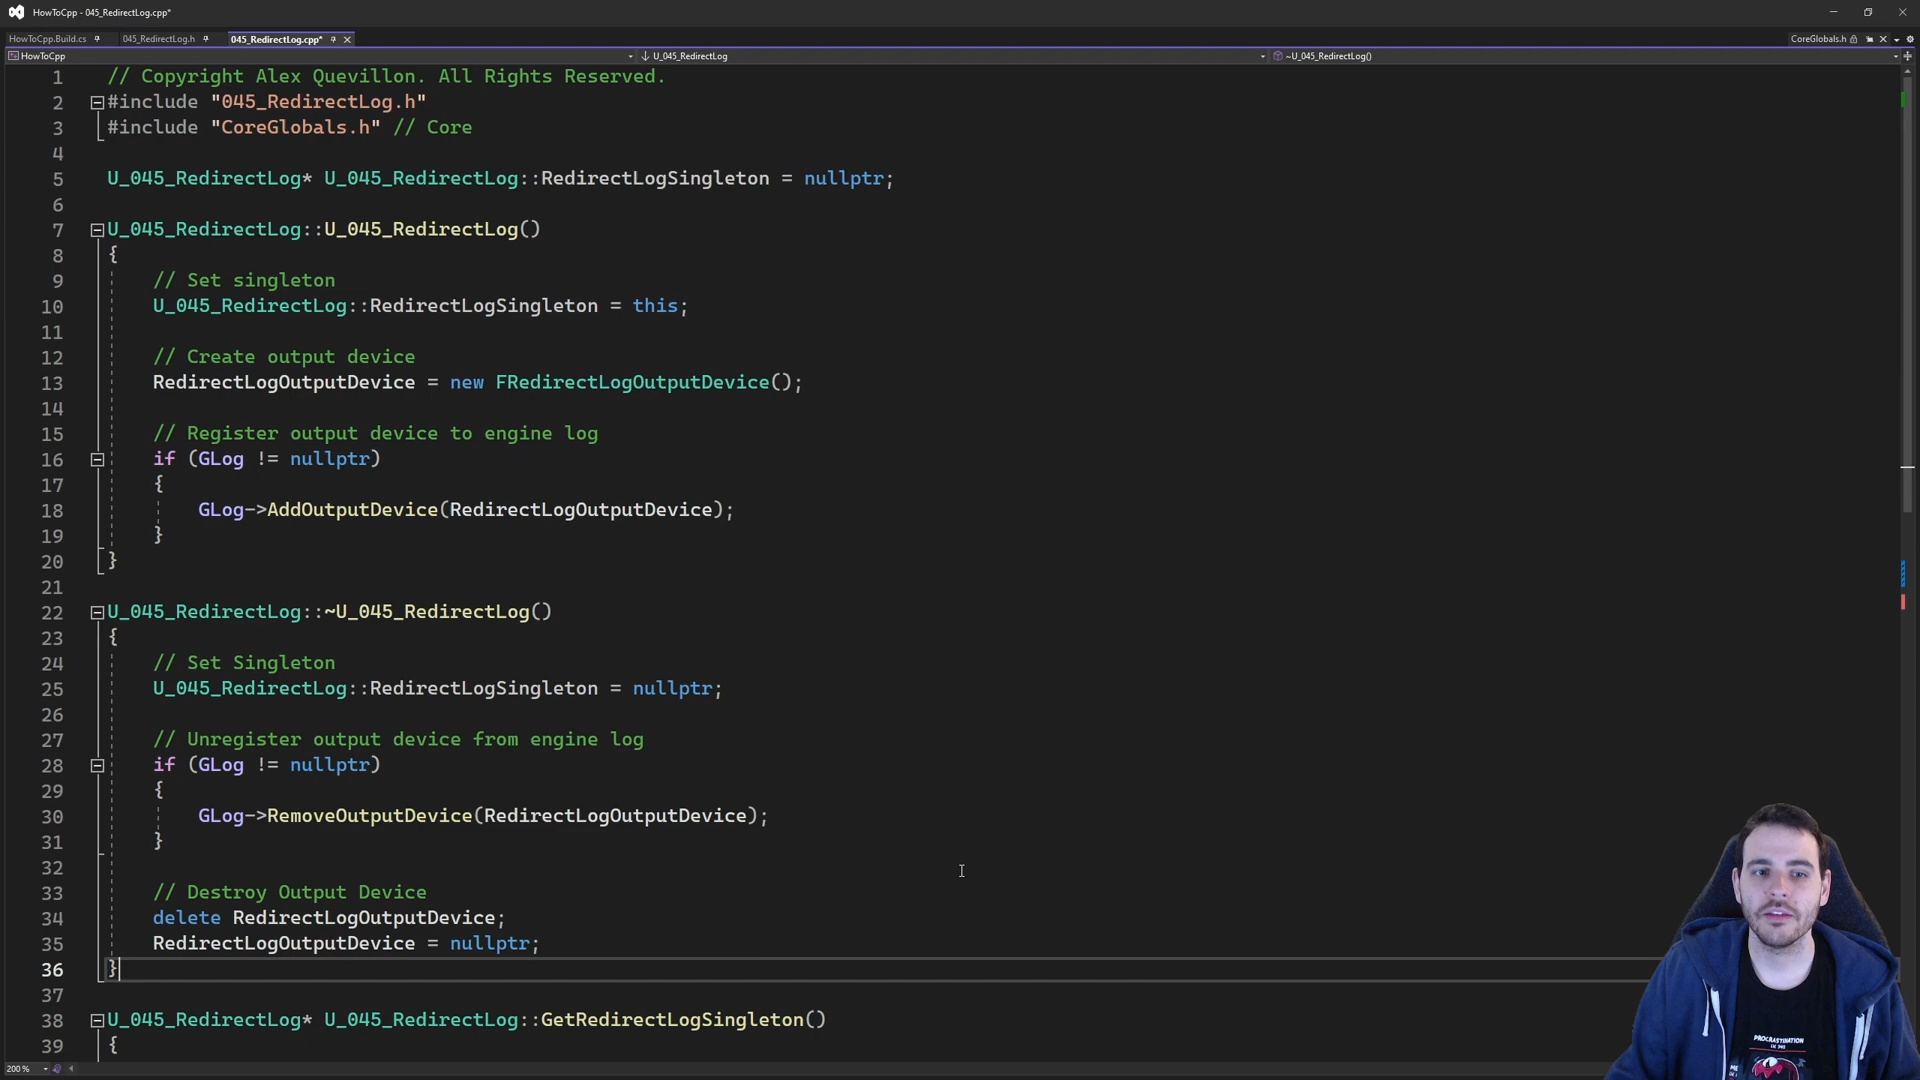 HowToCpp - 045_RedirectLog.cpp*
HowToCpp.Build.cs 045_RedirectLog.h 045_RedirectLog.cpp* CoreGlobals.h
HowToCpp U_045_RedirectLog ~U_045_RedirectLog()
1 // Copyright Alex Quevillon. All Rights Reserved.
2 #include "045_RedirectLog.h"
3 #include "CoreGlobals.h" // Core
4
5 U_045_RedirectLog* U_045_RedirectLog::RedirectLogSingleton = nullptr;
6
7 U_045_RedirectLog::U_045_RedirectLog()
8 {
9 // Set singleton
10 U_045_RedirectLog::RedirectLogSingleton = this;
11
12 // Create output device
13 RedirectLogOutputDevice = new FRedirectLogOutputDevice();
14
15 // Register output device to engine log
16 if (GLog != nullptr)
17 {
18 GLog->AddOutputDevice(RedirectLogOutputDevice);
19 }
20 }
21
22 U_045_RedirectLog::~U_045_RedirectLog()
23 {
24 // Set Singleton
25 U_045_RedirectLog::RedirectLogSingleton = nullptr;
26
27 // Unregister output device from engine log
28 if (GLog != nullptr)
29 {
30 GLog->RemoveOutputDevice(RedirectLogOutputDevice);
31 }
32
33 // Destroy Output Device
34 delete RedirectLogOutputDevice;
35 RedirectLogOutputDevice = nullptr;
36 }
37
38 U_045_RedirectLog* U_045_RedirectLog::GetRedirectLogSingleton()
39 {
200 %
PROCRASTINATION